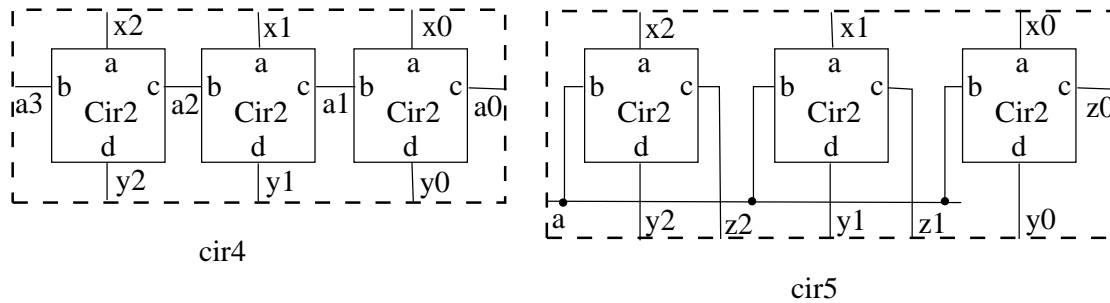 x2 x1 x0 x2 x1 x0
a a a a a a
b c b c b c b c b c b c
a3 Cir2 a2 Cir2 a1 Cir2 a0 Cir2 Cir2 Cir2 z0
d d d d d d
y2 y1 y0 a y2 z2 y1 z1 y0
cir4
cir5